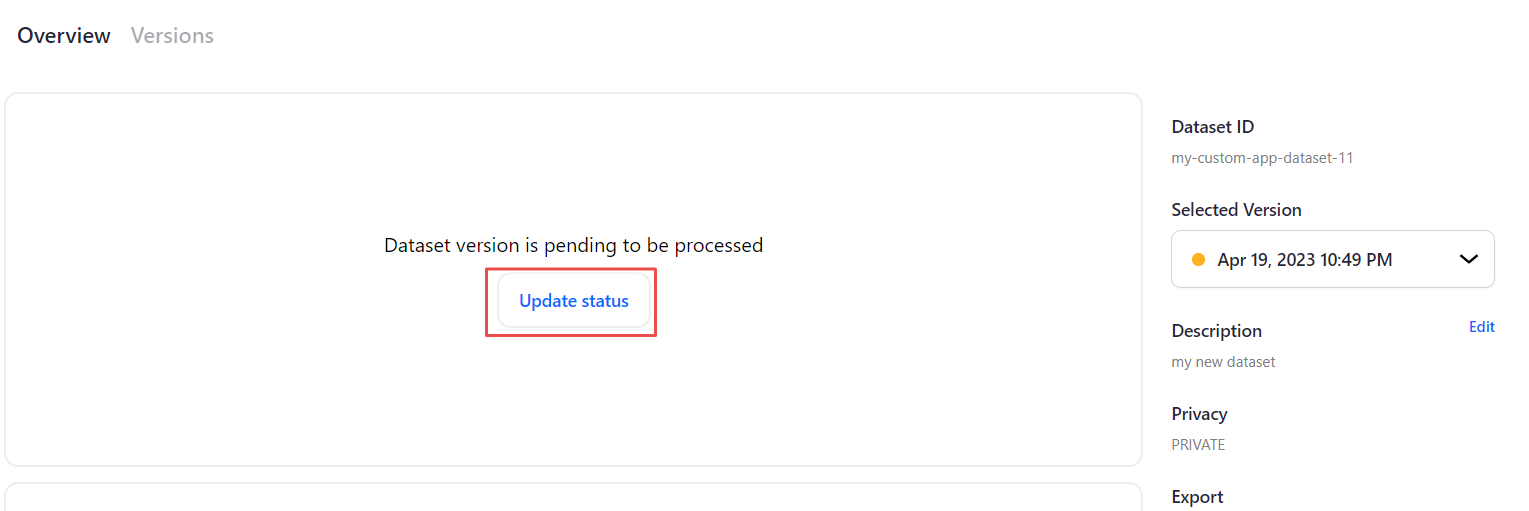 Overview Versions
Dataset version is pending to be processed
Update status
Dataset ID
my-custom-app-dataset-11
Selected Version
Apr 19, 2023 10:49 PM
Description Edit
my new dataset
Privacy
PRIVATE
Export